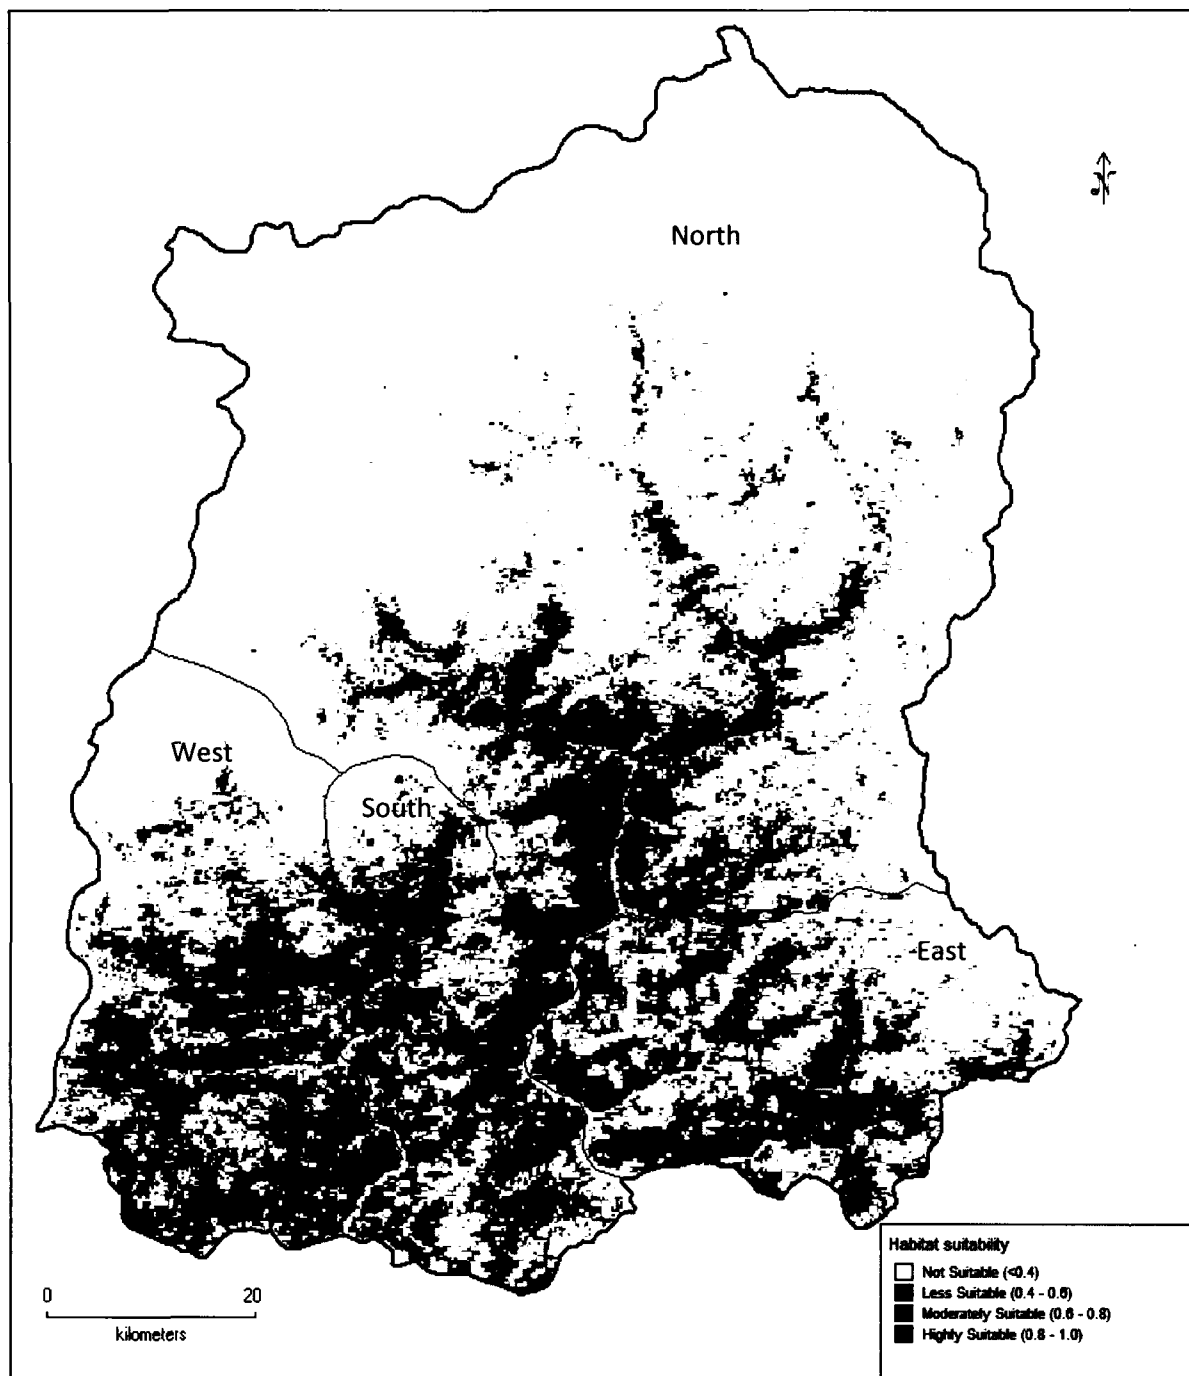 N
North
West
South
East
0 20
kilometers
Habitat suitability
Not Suitable (<0.4)
Less Suitable (0.4 - 0.6)
Moderately Suitable (0.6 - 0.8)
Highly Suitable (0.8 - 1.0)